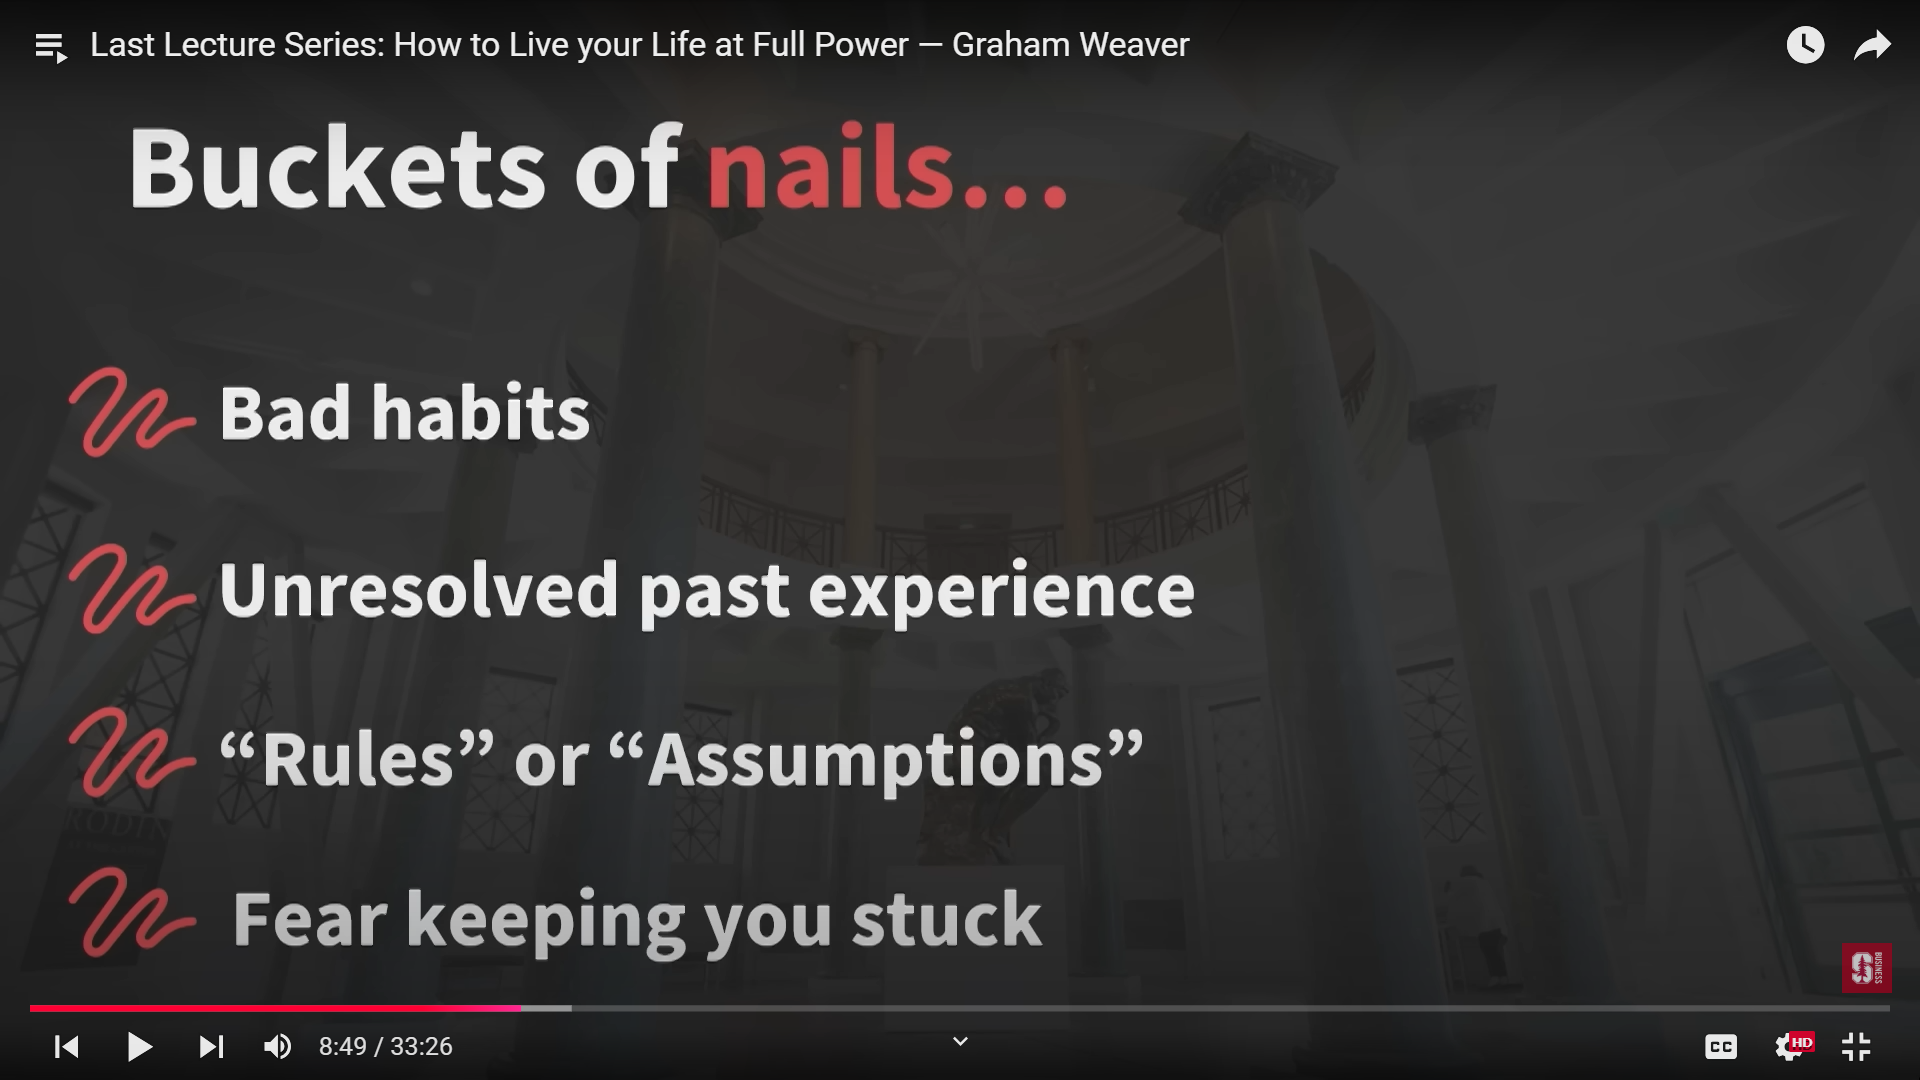 Last Lecture Series: How to Live your Life at Full Power — Graham Weaver
Buckets of nails...
Bad habits
Unresolved past experience
“Rules” or “Assumptions”
RODIN
Fear keeping you stuck
S BUSINESS
8:49 / 33:26
CC
HD